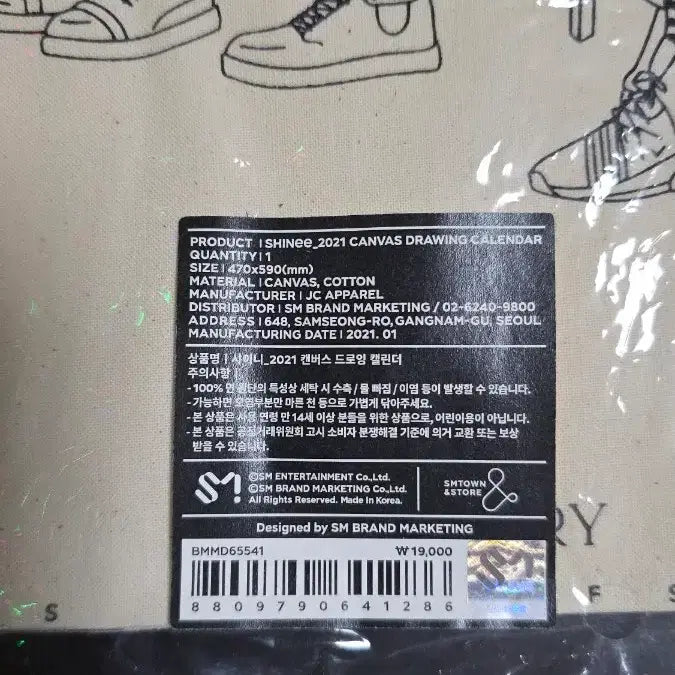 PRODUCT | SHINee_2021 CANVAS DRAWING CALENDAR
QUANTITY | 1
SIZE | 470x590(mm)
MATERIAL | CANVAS, COTTON
MANUFACTURER | JC APPAREL
DISTRIBUTOR | SM BRAND MARKETING / 02-6240-9800
ADDRESS | 648, SAMSEONG-RO, GANGNAM-GU, SEOUL
MANUFACTURING DATE | 2021. 01
상품명 | 샤이니_2021 캔버스 드로잉 캘린더
주의사항 |
- 100% 면 원단의 특성상 세탁 시 수축 / 물 빠짐 / 이염 등이 발생할 수 있습니다.
- 가능하면 오염부분만 마른 천 등으로 가볍게 닦아주세요.
- 본 상품은 사용 연령 만 14세 이상 분들을 위한 상품으로, 어린이용이 아닙니다.
- 본 상품은 공정거래위원회 고시 소비자 분쟁해결 기준에 의거 교환 또는 보상
받을 수 있습니다.
SM
©SM ENTERTAINMENT Co.,Ltd.
©SM BRAND MARKETING Co.,Ltd.
All Rights Reserved. Made in Korea.
SMTOWN
&STORE
Designed by SM BRAND MARKETING
BMMD65541 ₩19,000
8809790641286
SM
RY
S F S